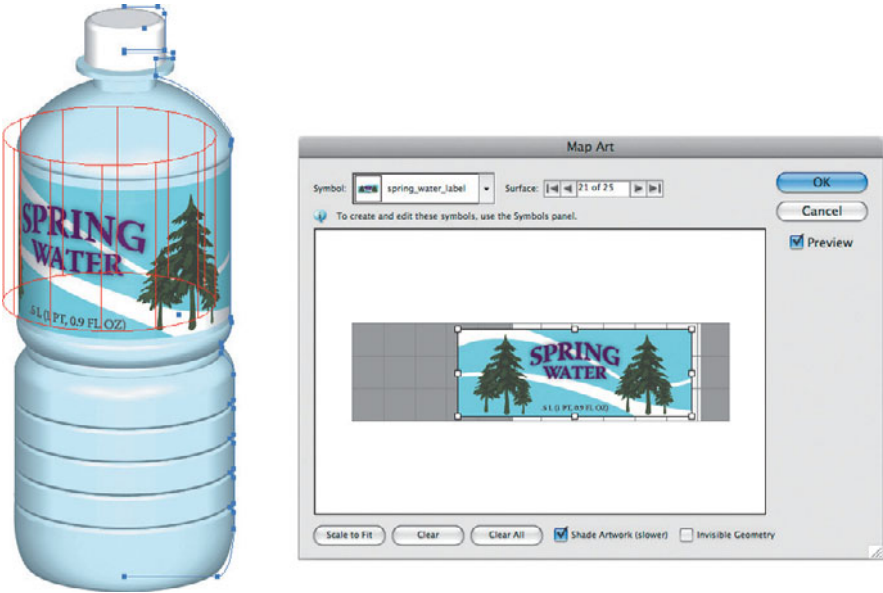 SPRING
WATER
.5 L (1 PT, 0.9 FL OZ)
Map Art
Symbol: spring_water_label Surface: 21 of 25
To create and edit these symbols, use the Symbols panel.
OK
Cancel
Preview
SPRING
WATER
.5 L (1 PT, 0.9 FL OZ)
Scale to Fit Clear Clear All Shade Artwork (slower) Invisible Geometry